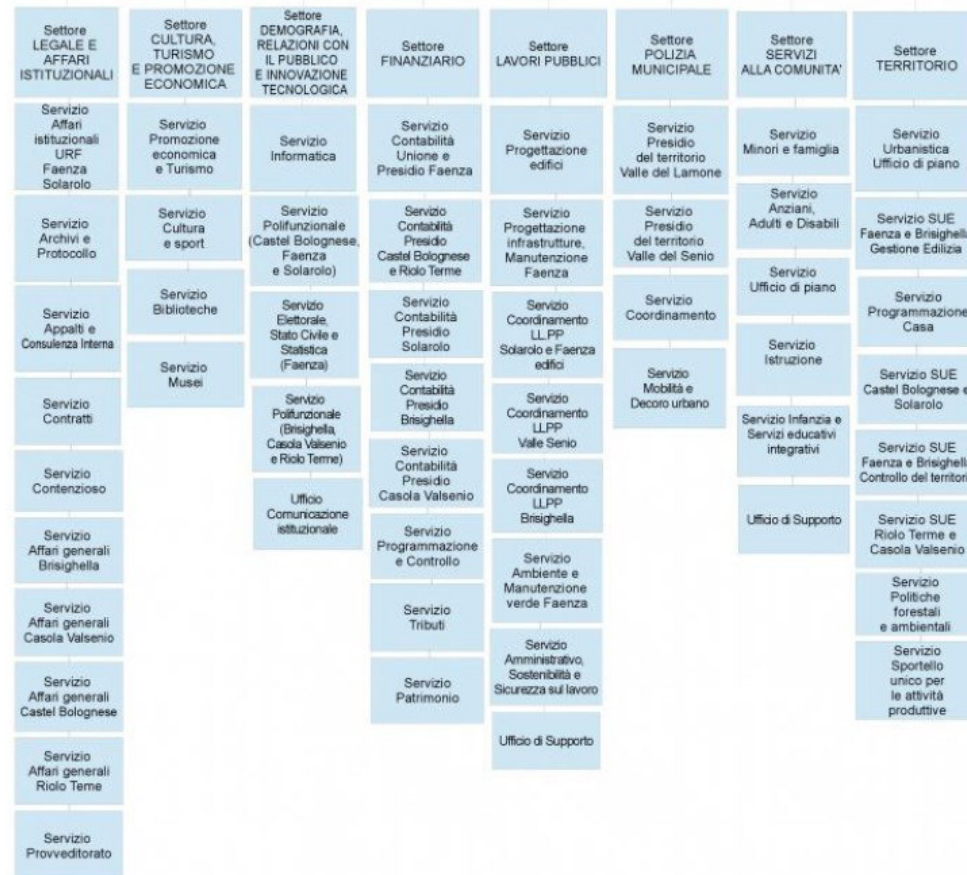 Settore
LEGALE E
AFFARI
ISTITUZIONALI
Servizio
Affari
istituzionali
URF
Faenza
Solarolo
Servizio
Archivi e
Protocollo
Servizio
Appalti e
Consulenza Interna
Servizio
Contratti
Servizio
Contenzioso
Servizio
Affari generali
Brisighella
Servizio
Affari generali
Casola Valsenio
Servizio
Affari generali
Castel Bolognese
Servizio
Affari generali
Riolo Teme
Servizio
Provveditorato
Settore
CULTURA,
TURISMO
E PROMOZIONE
ECONOMICA
Servizio
Promozione
economica
e Turismo
Servizio
Cultura
e sport
Servizio
Biblioteche
Servizio
Musei
Settore
DEMOGRAFIA,
RELAZIONI CON
IL PUBBLICO
E INNOVAZIONE
TECNOLOGICA
Servizio
Informatica
Servizio
Polifunzionale
(Castel Bolognese,
Faenza
e Solarolo)
Servizio
Elettorale,
Stato Civile e
Statistica
(Faenza)
Servizio
Polifunzionale
(Brisighella,
Casola Valsenio
e Riolo Terme)
Ufficio
Comunicazione
istituzionale
Settore
FINANZIARIO
Servizio
Contabilità
Unione e
Presidio Faenza
Servizio
Contabilità
Presidio
Castel Bolognese
e Riolo Terme
Servizio
Contabilità
Presidio
Solarolo
Servizio
Contabilità
Presidio
Brisighella
Servizio
Contabilità
Presidio
Casola Valsenio
Servizio
Programmazione
e Controllo
Servizio
Tributi
Servizio
Patrimonio
Settore
LAVORI PUBBLICI
Servizio
Progettazione
edifici
Servizio
Progettazione
infrastrutture,
Manutenzione
Faenza
Servizio
Coordinamento
LL.PP
Solarolo e Faenza
edifici
Servizio
Coordinamento
LLPP
Valle Senio
Servizio
Coordinamento
LLPP
Brisighella
Servizio
Ambiente e
Manutenzione
verde Faenza
Servizio
Amministrativo,
Sostenibilità e
Sicurezza sul lavoro
Ufficio di Supporto
Settore
POLIZIA
MUNICIPALE
Servizio
Presidio
del territorio
Valle del Lamone
Servizio
Presidio
del territorio
Valle del Senio
Servizio
Coordinamento
Servizio
Mobilità e
Decoro urbano
Settore
SERVIZI
ALLA COMUNITA'
Servizio
Minori e famiglia
Servizio
Anziani,
Adulti e Disabili
Servizio
Ufficio di piano
Servizio
Istruzione
Servizio Infanzia e
Servizi educativi
integrativi
Ufficio di Supporto
Settore
TERRITORIO
Servizio
Urbanistica
Ufficio di piano
Servizio SUE
Faenza e Brisighella
Gestione Edilizia
Servizio
Programmazione
Casa
Servizio SUE
Castel Bolognese e
Solarolo
Servizio SUE
Faenza e Brisighella
Controllo del territorio
Servizio SUE
Riolo Terme e
Casola Valsenio
Servizio
Politiche
forestali
e ambientali
Servizio
Sportello
unico per
le attività
produttive